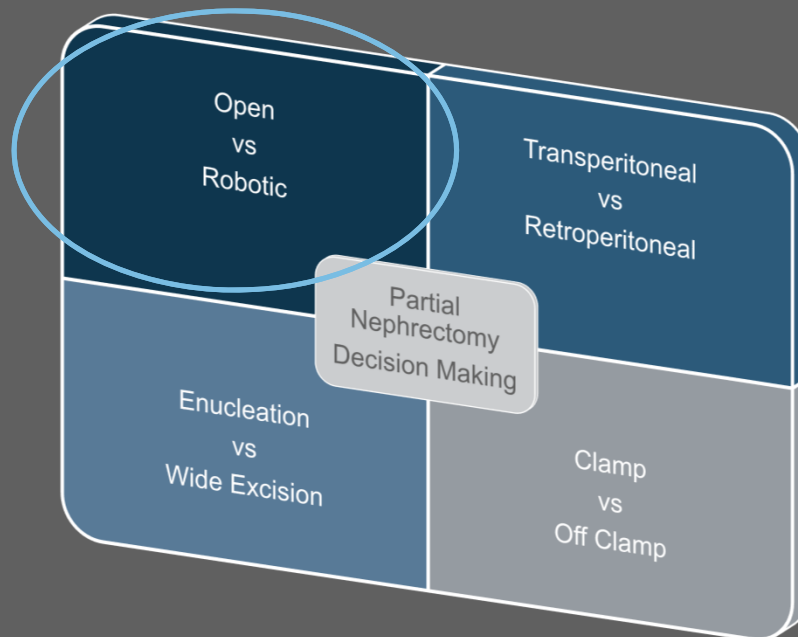 Open
vs
Robotic
Transperitoneal
vs
Retroperitoneal
Partial
Nephrectomy
Decision Making
Enucleation
vs
Wide Excision
Clamp
vs
Off Clamp